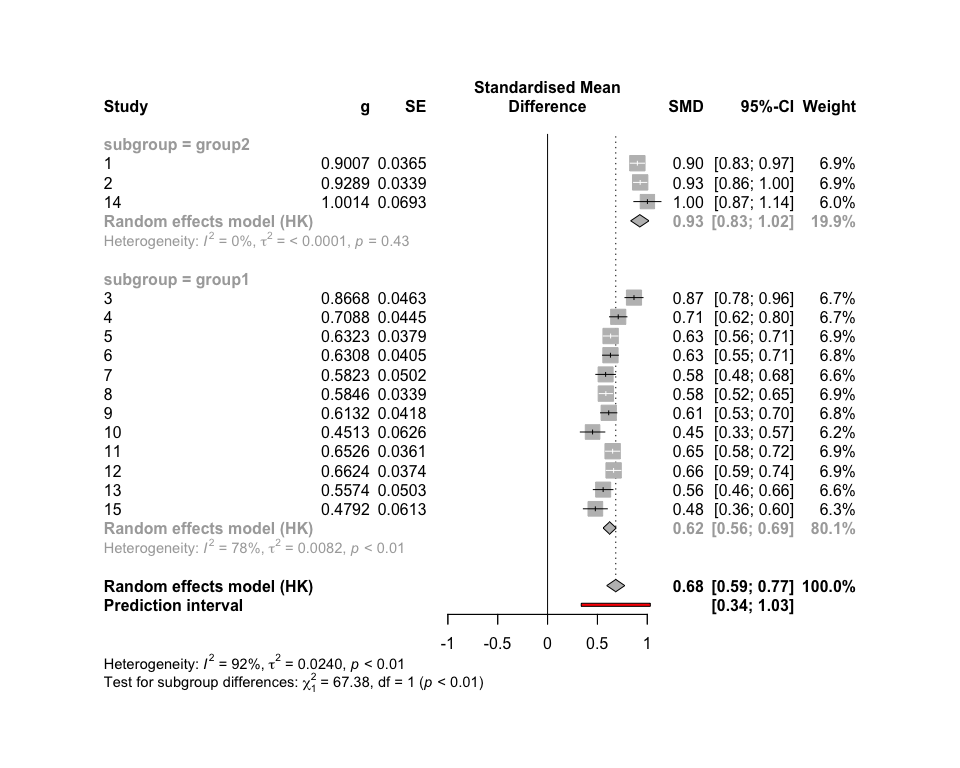 Standardised Mean
Study g SE Difference SMD 95%-CI Weight
subgroup = group2
1 0.9007 0.0365 0.90 [0.83; 0.97] 6.9%
2 0.9289 0.0339 0.93 [0.86; 1.00] 6.9%
14 1.0014 0.0693 1.00 [0.87; 1.14] 6.0%
Random effects model (HK) 0.93 [0.83; 1.02] 19.9%
Heterogeneity: I² = 0%, τ² = < 0.0001, p = 0.43
subgroup = group1
3 0.8668 0.0463 0.87 [0.78; 0.96] 6.7%
4 0.7088 0.0445 0.71 [0.62; 0.80] 6.7%
5 0.6323 0.0379 0.63 [0.56; 0.71] 6.9%
6 0.6308 0.0405 0.63 [0.55; 0.71] 6.8%
7 0.5823 0.0502 0.58 [0.48; 0.68] 6.6%
8 0.5846 0.0339 0.58 [0.52; 0.65] 6.9%
9 0.6132 0.0418 0.61 [0.53; 0.70] 6.8%
10 0.4513 0.0626 0.45 [0.33; 0.57] 6.2%
11 0.6526 0.0361 0.65 [0.58; 0.72] 6.9%
12 0.6624 0.0374 0.66 [0.59; 0.74] 6.9%
13 0.5574 0.0503 0.56 [0.46; 0.66] 6.6%
15 0.4792 0.0613 0.48 [0.36; 0.60] 6.3%
Random effects model (HK) 0.62 [0.56; 0.69] 80.1%
Heterogeneity: I² = 78%, τ² = 0.0082, p < 0.01
Random effects model (HK) 0.68 [0.59; 0.77] 100.0%
Prediction interval [0.34; 1.03]
-1 -0.5 0 0.5 1
Heterogeneity: I² = 92%, τ² = 0.0240, p < 0.01
Test for subgroup differences: χ²₁ = 67.38, df = 1 (p < 0.01)